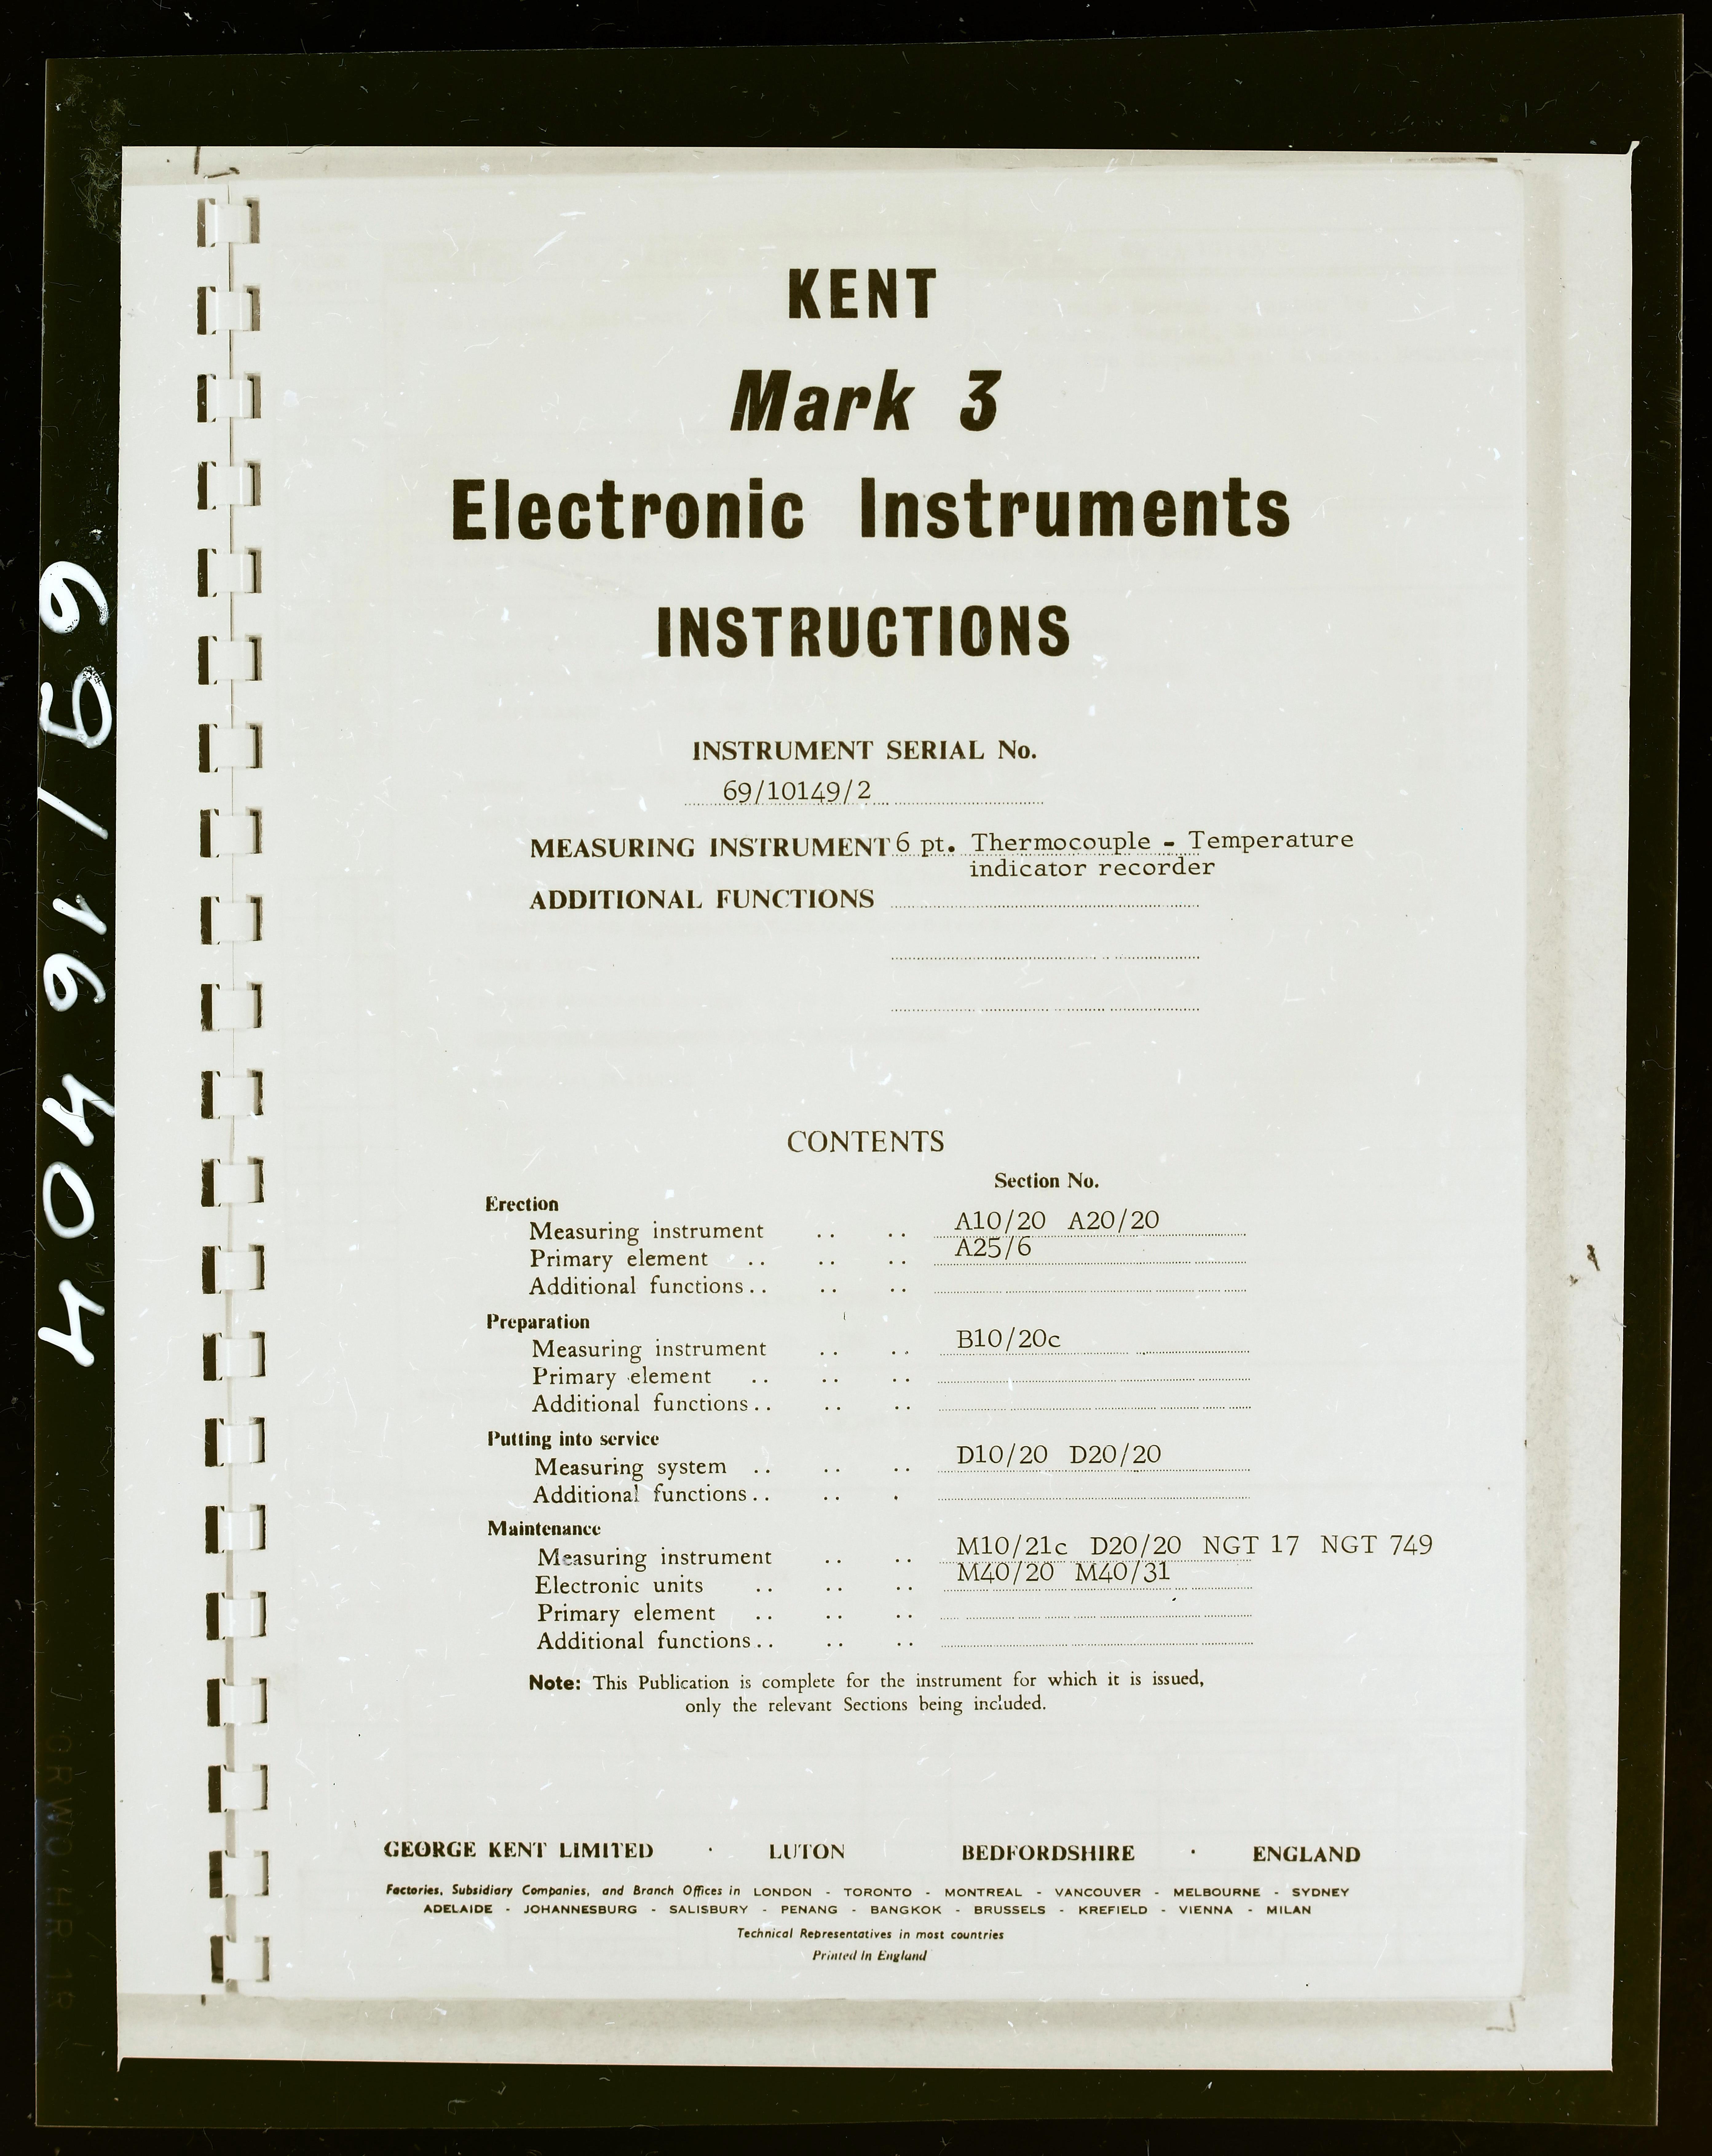 KENT
Mark 3
Electronic Instruments
INSTRUCTIONS
INSTRUMENT SERIAL No.
69/10149/2
MEASURING INSTRUMENT 6 pt. Thermocouple - Temperature
indicator recorder
ADDITIONAL FUNCTIONS
CONTENTS
Section No.
Erection
Measuring instrument .. .. A10/20 A20/20
Primary element .. .. .. A25/6
Additional functions .. .. ..
Preparation
Measuring instrument .. .. B10/20c
Primary element .. .. ..
Additional functions .. .. ..
Putting into service
Measuring system .. .. .. D10/20 D20/20
Additional functions .. .. .
Maintenance
Measuring instrument .. .. M10/21c D20/20 NGT 17 NGT 749
Electronic units .. .. .. M40/20 M40/31
Primary element .. .. ..
Additional functions .. .. ..
Note: This Publication is complete for the instrument for which it is issued,
only the relevant Sections being included.
GEORGE KENT LIMITED · LUTON BEDFORDSHIRE · ENGLAND
Factories, Subsidiary Companies, and Branch Offices in LONDON - TORONTO - MONTREAL - VANCOUVER - MELBOURNE - SYDNEY
ADELAIDE - JOHANNESBURG - SALISBURY - PENANG - BANGKOK - BRUSSELS - KREFIELD - VIENNA - MILAN
Technical Representatives in most countries
Printed in England
40491/59